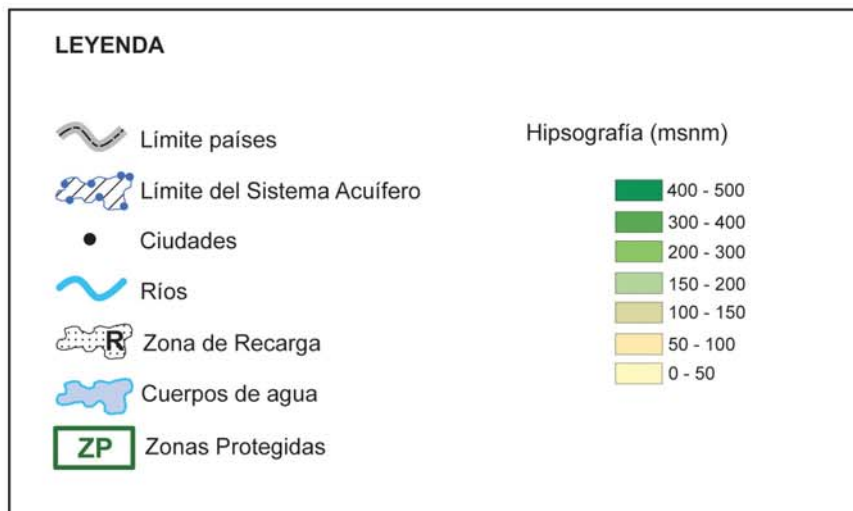 LEYENDA
Límite países
Límite del Sistema Acuífero
Ciudades
Ríos
R
Zona de Recarga
Cuerpos de agua
ZP
Zonas Protegidas
Hipsografía (msnm)
400 - 500
300 - 400
200 - 300
150 - 200
100 - 150
50 - 100
0 - 50